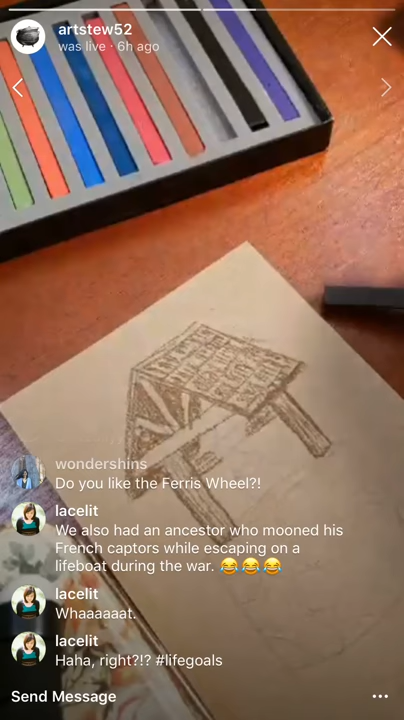 artstew52
was live · 6h ago
wondershins
Do you like the Ferris Wheel?!
lacelit
We also had an ancestor who mooned his
French captors while escaping on a
lifeboat during the war. 😂😂😂
lacelit
Whaaaaaat.
lacelit
Haha, right?!? #lifegoals
Send Message